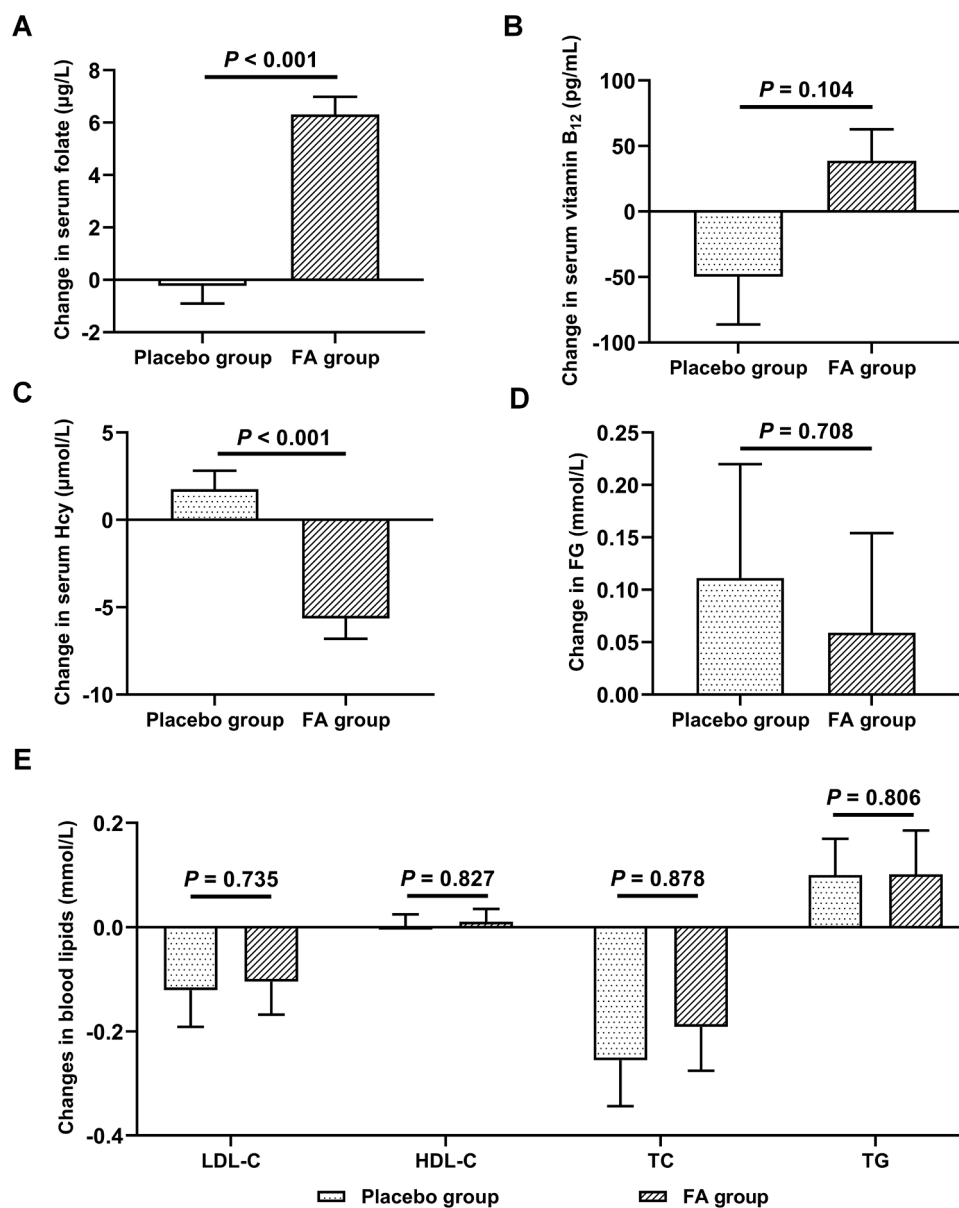 A
Change in serum folate (μg/L)
P < 0.001
8
6
4
2
0
-2
Placebo group FA group
B
Change in serum vitamin B₁₂ (pg/mL)
P = 0.104
100
50
0
-50
-100
Placebo group FA group
C
Change in serum Hcy (μmol/L)
P < 0.001
5
0
-5
-10
Placebo group FA group
D
Change in FG (mmol/L)
P = 0.708
0.25
0.20
0.15
0.10
0.05
0.00
Placebo group FA group
E
Changes in blood lipids (mmol/L)
P = 0.806
P = 0.735 P = 0.827 P = 0.878
0.2
0.0
-0.2
-0.4
LDL-C HDL-C TC TG
Placebo group FA group